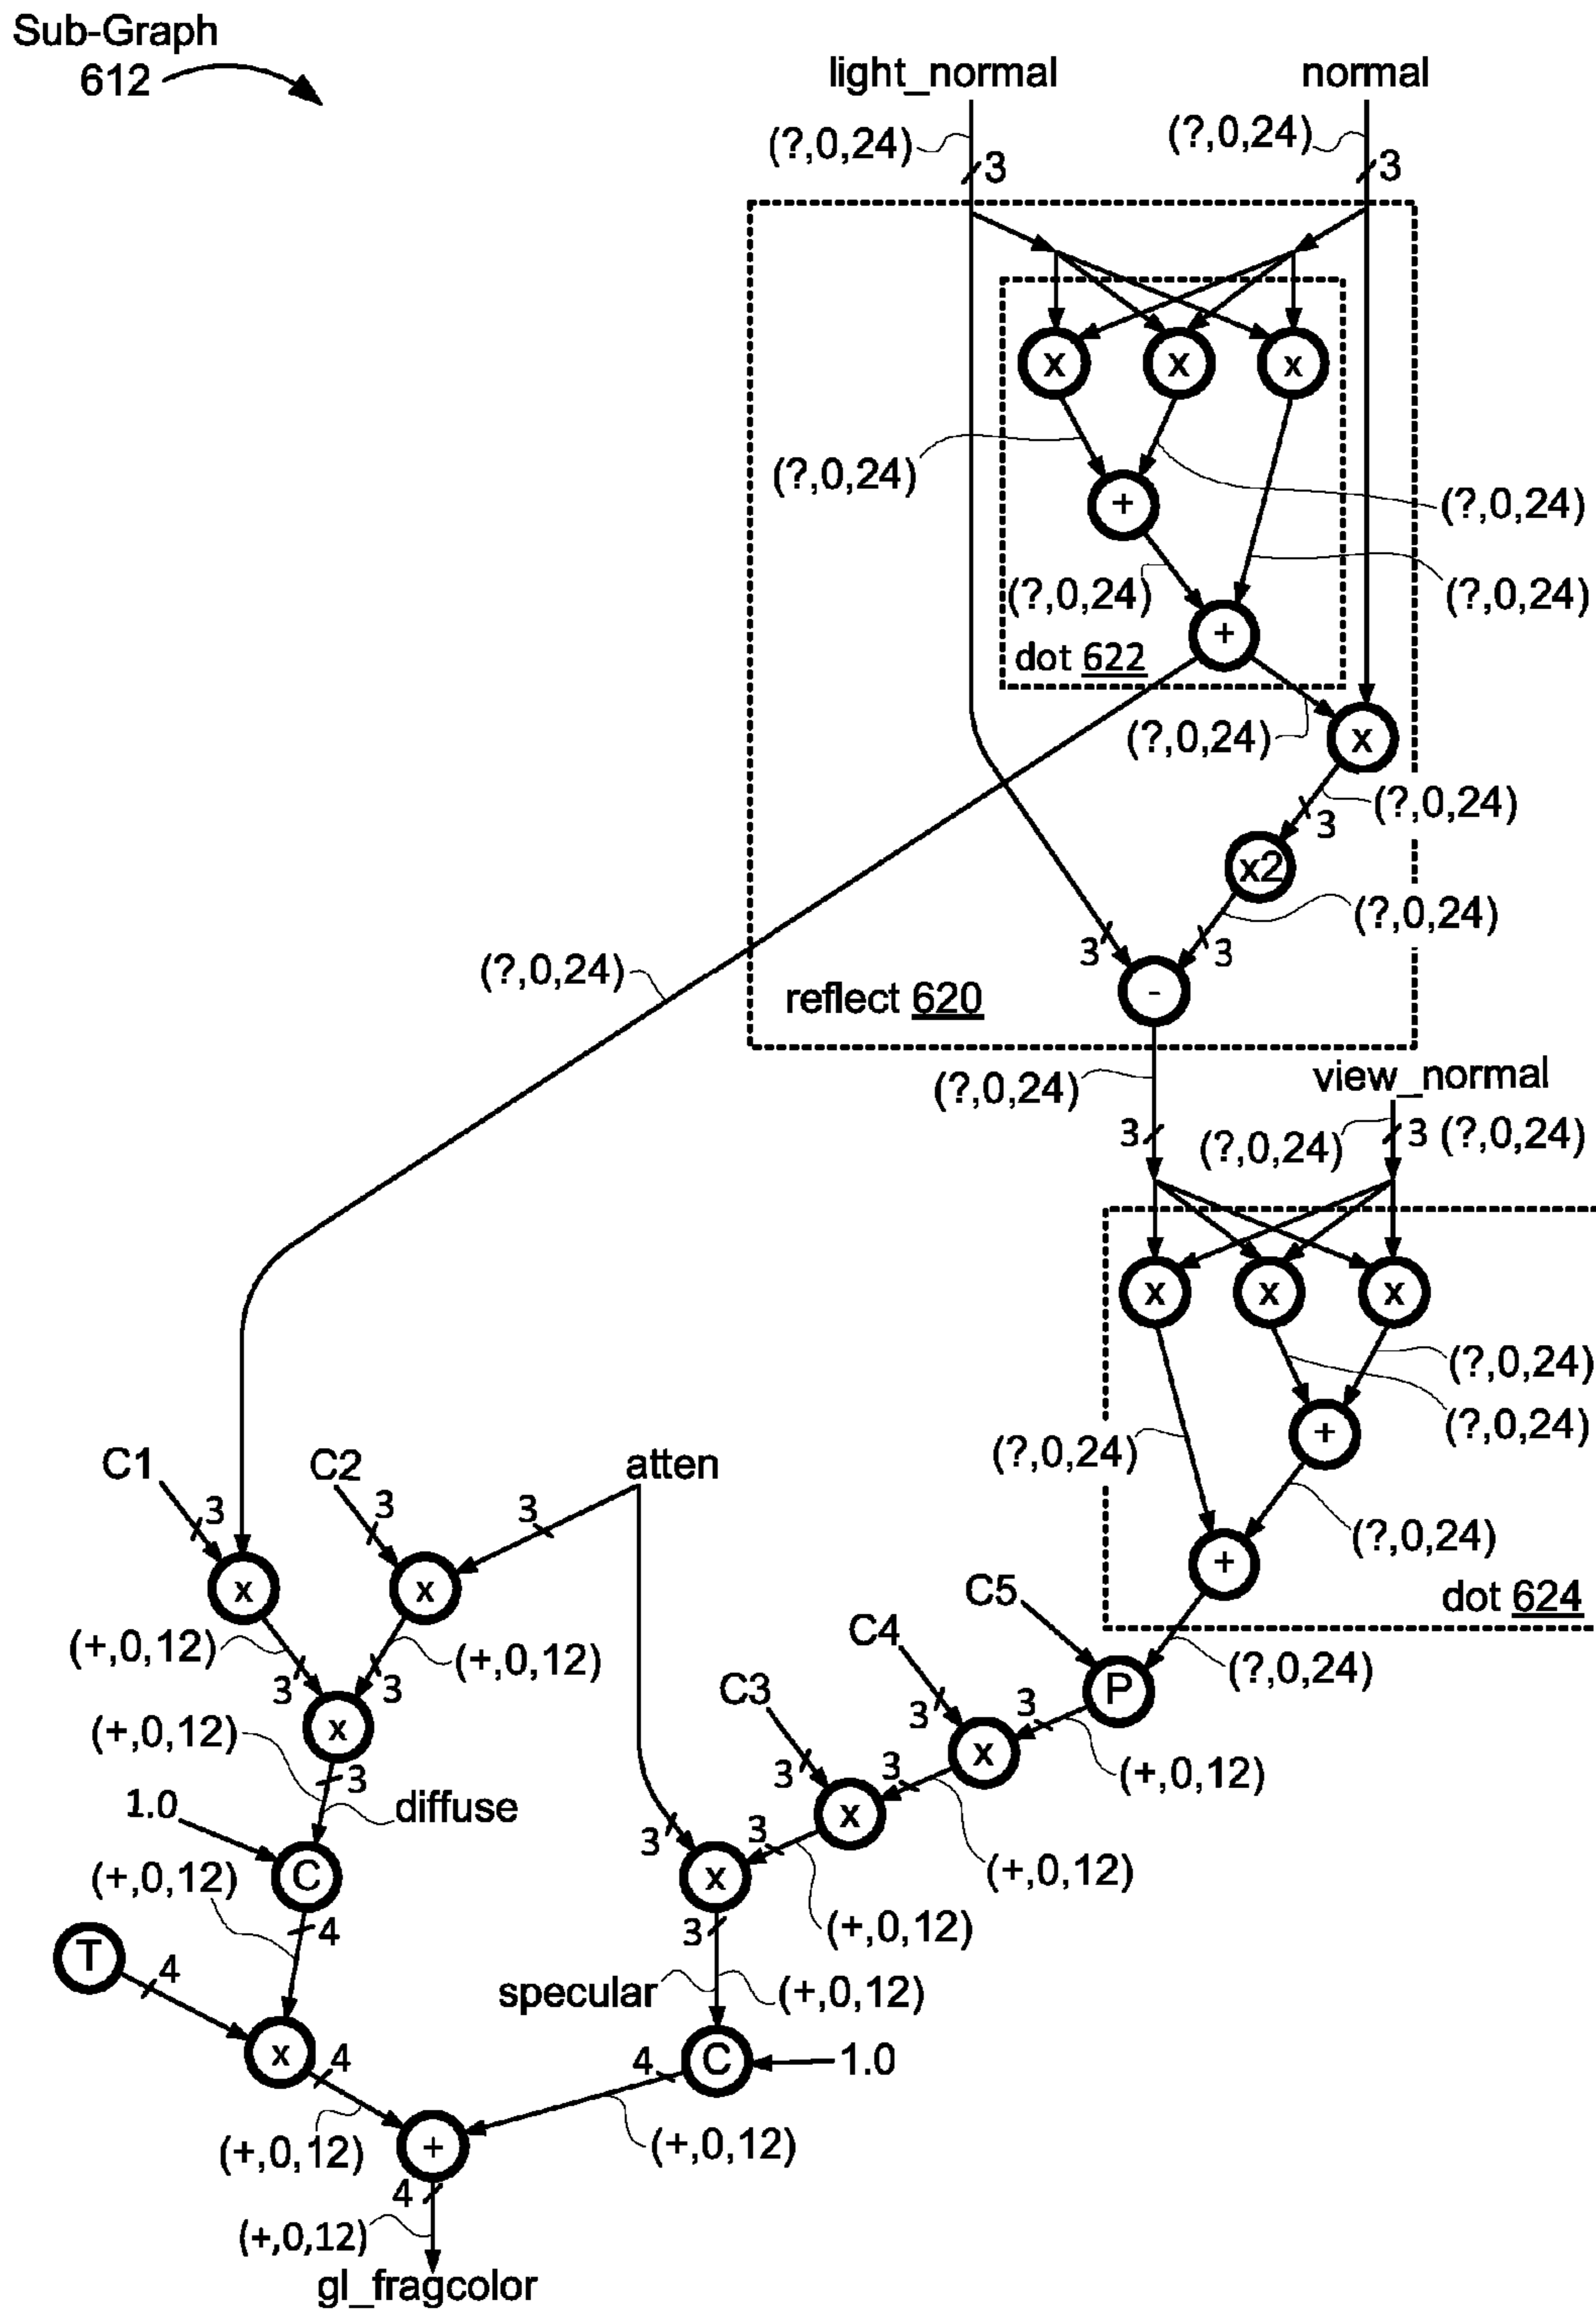 Sub-Graph
612
light_normal
normal
(?,0,24)
(?,0,24)
3
3
x
x
x
(?,0,24)
+
(?,0,24)
(?,0,24)
(?,0,24)
+
dot 622
(?,0,24)
x
(?,0,24)
3
x2
(?,0,24)
3
3
(?,0,24)
-
reflect 620
(?,0,24)
view_normal
3
(?,0,24)
3
(?,0,24)
x
x
x
(?,0,24)
(?,0,24)
+
(?,0,24)
(?,0,24)
+
dot 624
C1
C2
atten
3
3
3
x
x
C5
C4
(?,0,24)
(+,0,12)
(+,0,12)
3
3
C3
3
3
P
x
(+,0,12)
x
(+,0,12)
3
diffuse
3
3
x
(+,0,12)
1.0
3
3
(+,0,12)
C
x
(+,0,12)
4
3
T
4
specular
(+,0,12)
x
4
4
C
1.0
(+,0,12)
+
(+,0,12)
4
(+,0,12)
gl_fragcolor